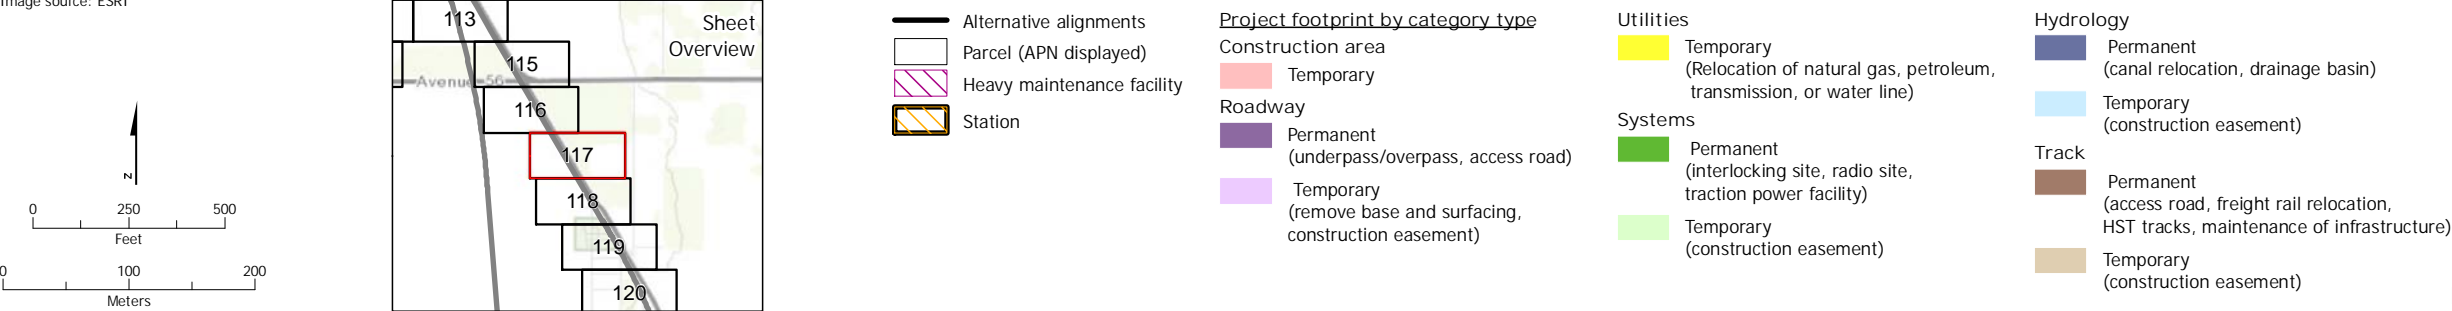 Image source: ESRI
z
0 250 500
Feet
0 100 200
Meters
Sheet
Overview
113
115
Avenue 56
116
117
118
119
120
Alternative alignments
Parcel (APN displayed)
Heavy maintenance facility
Station
Project footprint by category type
Construction area
Temporary
Roadway
Permanent
(underpass/overpass, access road)
Temporary
(remove base and surfacing,
construction easement)
Utilities
Temporary
(Relocation of natural gas, petroleum,
transmission, or water line)
Systems
Permanent
(interlocking site, radio site,
traction power facility)
Temporary
(construction easement)
Hydrology
Permanent
(canal relocation, drainage basin)
Temporary
(construction easement)
Track
Permanent
(access road, freight rail relocation,
HST tracks, maintenance of infrastructure)
Temporary
(construction easement)